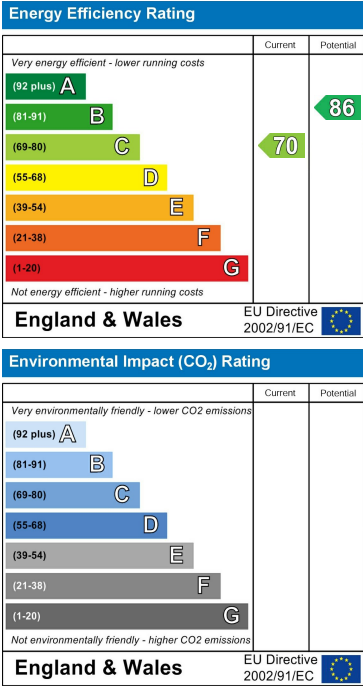 Energy Efficiency Rating
Current Potential
Very energy efficient - lower running costs
(92 plus) A
(81-91) B
86
(69-80) C
70
(55-68) D
(39-54) E
(21-38) F
(1-20) G
Not energy efficient - higher running costs
England & Wales
EU Directive
2002/91/EC
Environmental Impact (CO₂) Rating
Current Potential
Very environmentally friendly - lower CO2 emissions
(92 plus) A
(81-91) B
(69-80) C
(55-68) D
(39-54) E
(21-38) F
(1-20) G
Not environmentally friendly - higher CO2 emissions
England & Wales
EU Directive
2002/91/EC